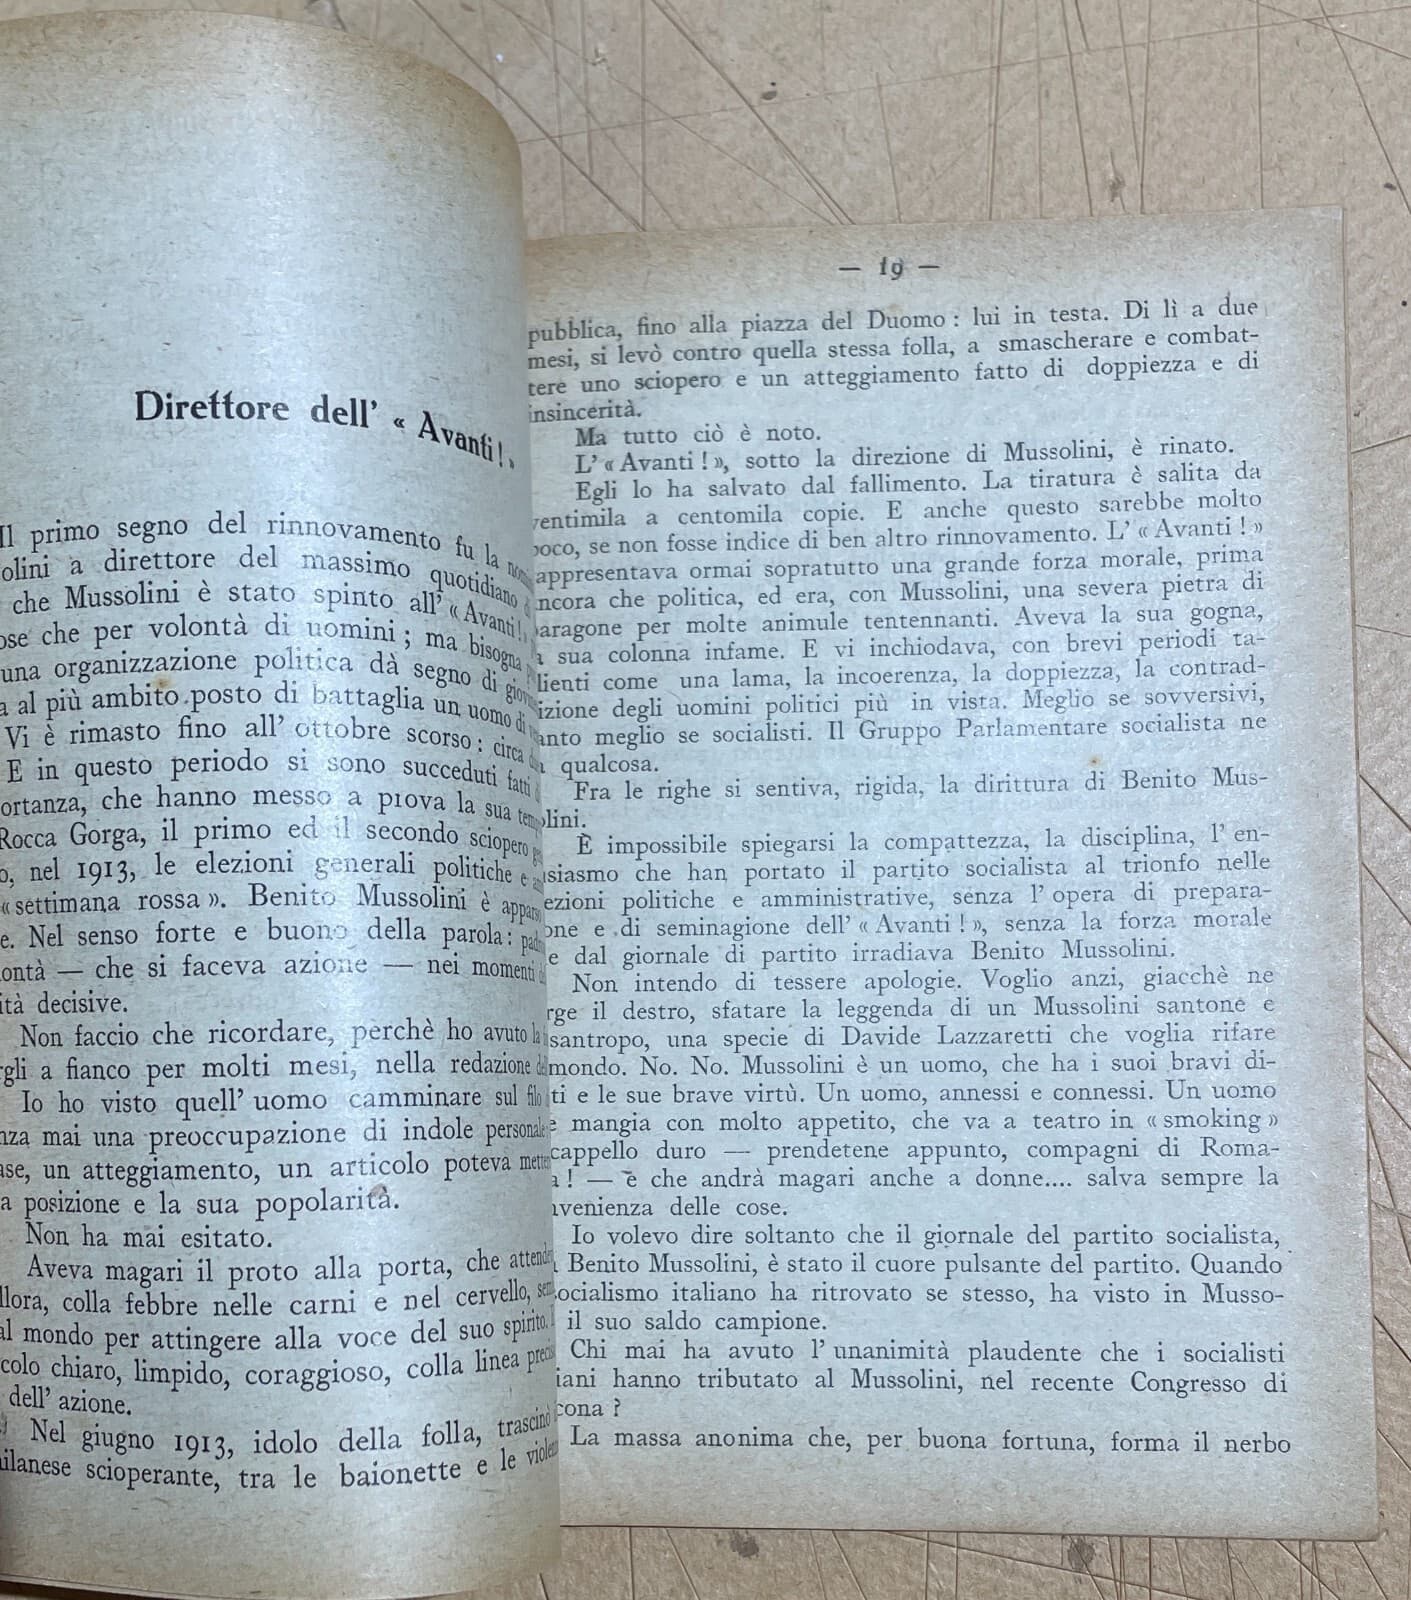 Direttore dell' « Avanti! »
Il primo segno del rinnovamento fu la
olini a direttore del massimo quotidiano
che Mussolini è stato spinto all' « Avanti!,
ose che per volontà di uomini; ma bisogna
una organizzazione politica dà segno di
a al più ambito posto di battaglia un uomo di
Vi è rimasto fino all' ottobre scorso: circa
E in questo periodo si sono succeduti fatti
ortanza, che hanno messo a prova la sua
Rocca Gorga, il primo ed il secondo sciopero
o, nel 1913, le elezioni generali politiche e
« settimana rossa ». Benito Mussolini è
e. Nel senso forte e buono della parola:
ontà — che si faceva azione — nei momenti
ità decisive.
Non faccio che ricordare, perchè ho avuto la
rgli a fianco per molti mesi, nella redazione
Io ho visto quell' uomo camminare sul filo
nza mai una preoccupazione di indole personale
ase, un atteggiamento, un articolo poteva
a posizione e la sua popolarità.
Non ha mai esitato.
Aveva magari il proto alla porta, che
llora, colla febbre nelle carni e nel cervello,
al mondo per attingere alla voce del suo spirito.
colo chiaro, limpido, coraggioso, colla linea
dell' azione.
Nel giugno 1913, idolo della folla, trascinò
ilanese scioperante, tra le baionette e le
— 19 —
pubblica, fino alla piazza del Duomo: lui in testa. Di lì a due
mesi, si levò contro quella stessa folla, a smascherare e combat-
tere uno sciopero e un atteggiamento fatto di doppiezza e di
insincerità.
Ma tutto ciò è noto.
L' « Avanti! », sotto la direzione di Mussolini, è rinato.
Egli lo ha salvato dal fallimento. La tiratura è salita da
ventimila a centomila copie. E anche questo sarebbe molto
poco, se non fosse indice di ben altro rinnovamento. L' « Avanti! »
appresentava ormai sopratutto una grande forza morale, prima
ncora che politica, ed era, con Mussolini, una severa pietra di
paragone per molte animule tentennanti. Aveva la sua gogna,
a sua colonna infame. E vi inchiodava, con brevi periodi ta-
lienti come una lama, la incoerenza, la doppiezza, la contrad-
izione degli uomini politici più in vista. Meglio se sovversivi,
anto meglio se socialisti. Il Gruppo Parlamentare socialista ne
qualcosa.
Fra le righe si sentiva, rigida, la dirittura di Benito Mus-
olini.
È impossibile spiegarsi la compattezza, la disciplina, l' en-
usiasmo che han portato il partito socialista al trionfo nelle
ezioni politiche e amministrative, senza l' opera di prepara-
one e di seminagione dell' « Avanti! », senza la forza morale
e dal giornale di partito irradiava Benito Mussolini.
Non intendo di tessere apologie. Voglio anzi, giacchè ne
rge il destro, sfatare la leggenda di un Mussolini santone e
santropo, una specie di Davide Lazzaretti che voglia rifare
mondo. No. No. Mussolini è un uomo, che ha i suoi bravi di-
ti e le sue brave virtù. Un uomo, annessi e connessi. Un uomo
e mangia con molto appetito, che va a teatro in « smoking »
cappello duro — prendetene appunto, compagni di Roma-
a! — e che andrà magari anche a donne.... salva sempre la
venienza delle cose.
Io volevo dire soltanto che il giornale del partito socialista,
Benito Mussolini, è stato il cuore pulsante del partito. Quando
socialismo italiano ha ritrovato se stesso, ha visto in Musso-
il suo saldo campione.
Chi mai ha avuto l' unanimità plaudente che i socialisti
iani hanno tributato al Mussolini, nel recente Congresso di
cona?
La massa anonima che, per buona fortuna, forma il nerbo